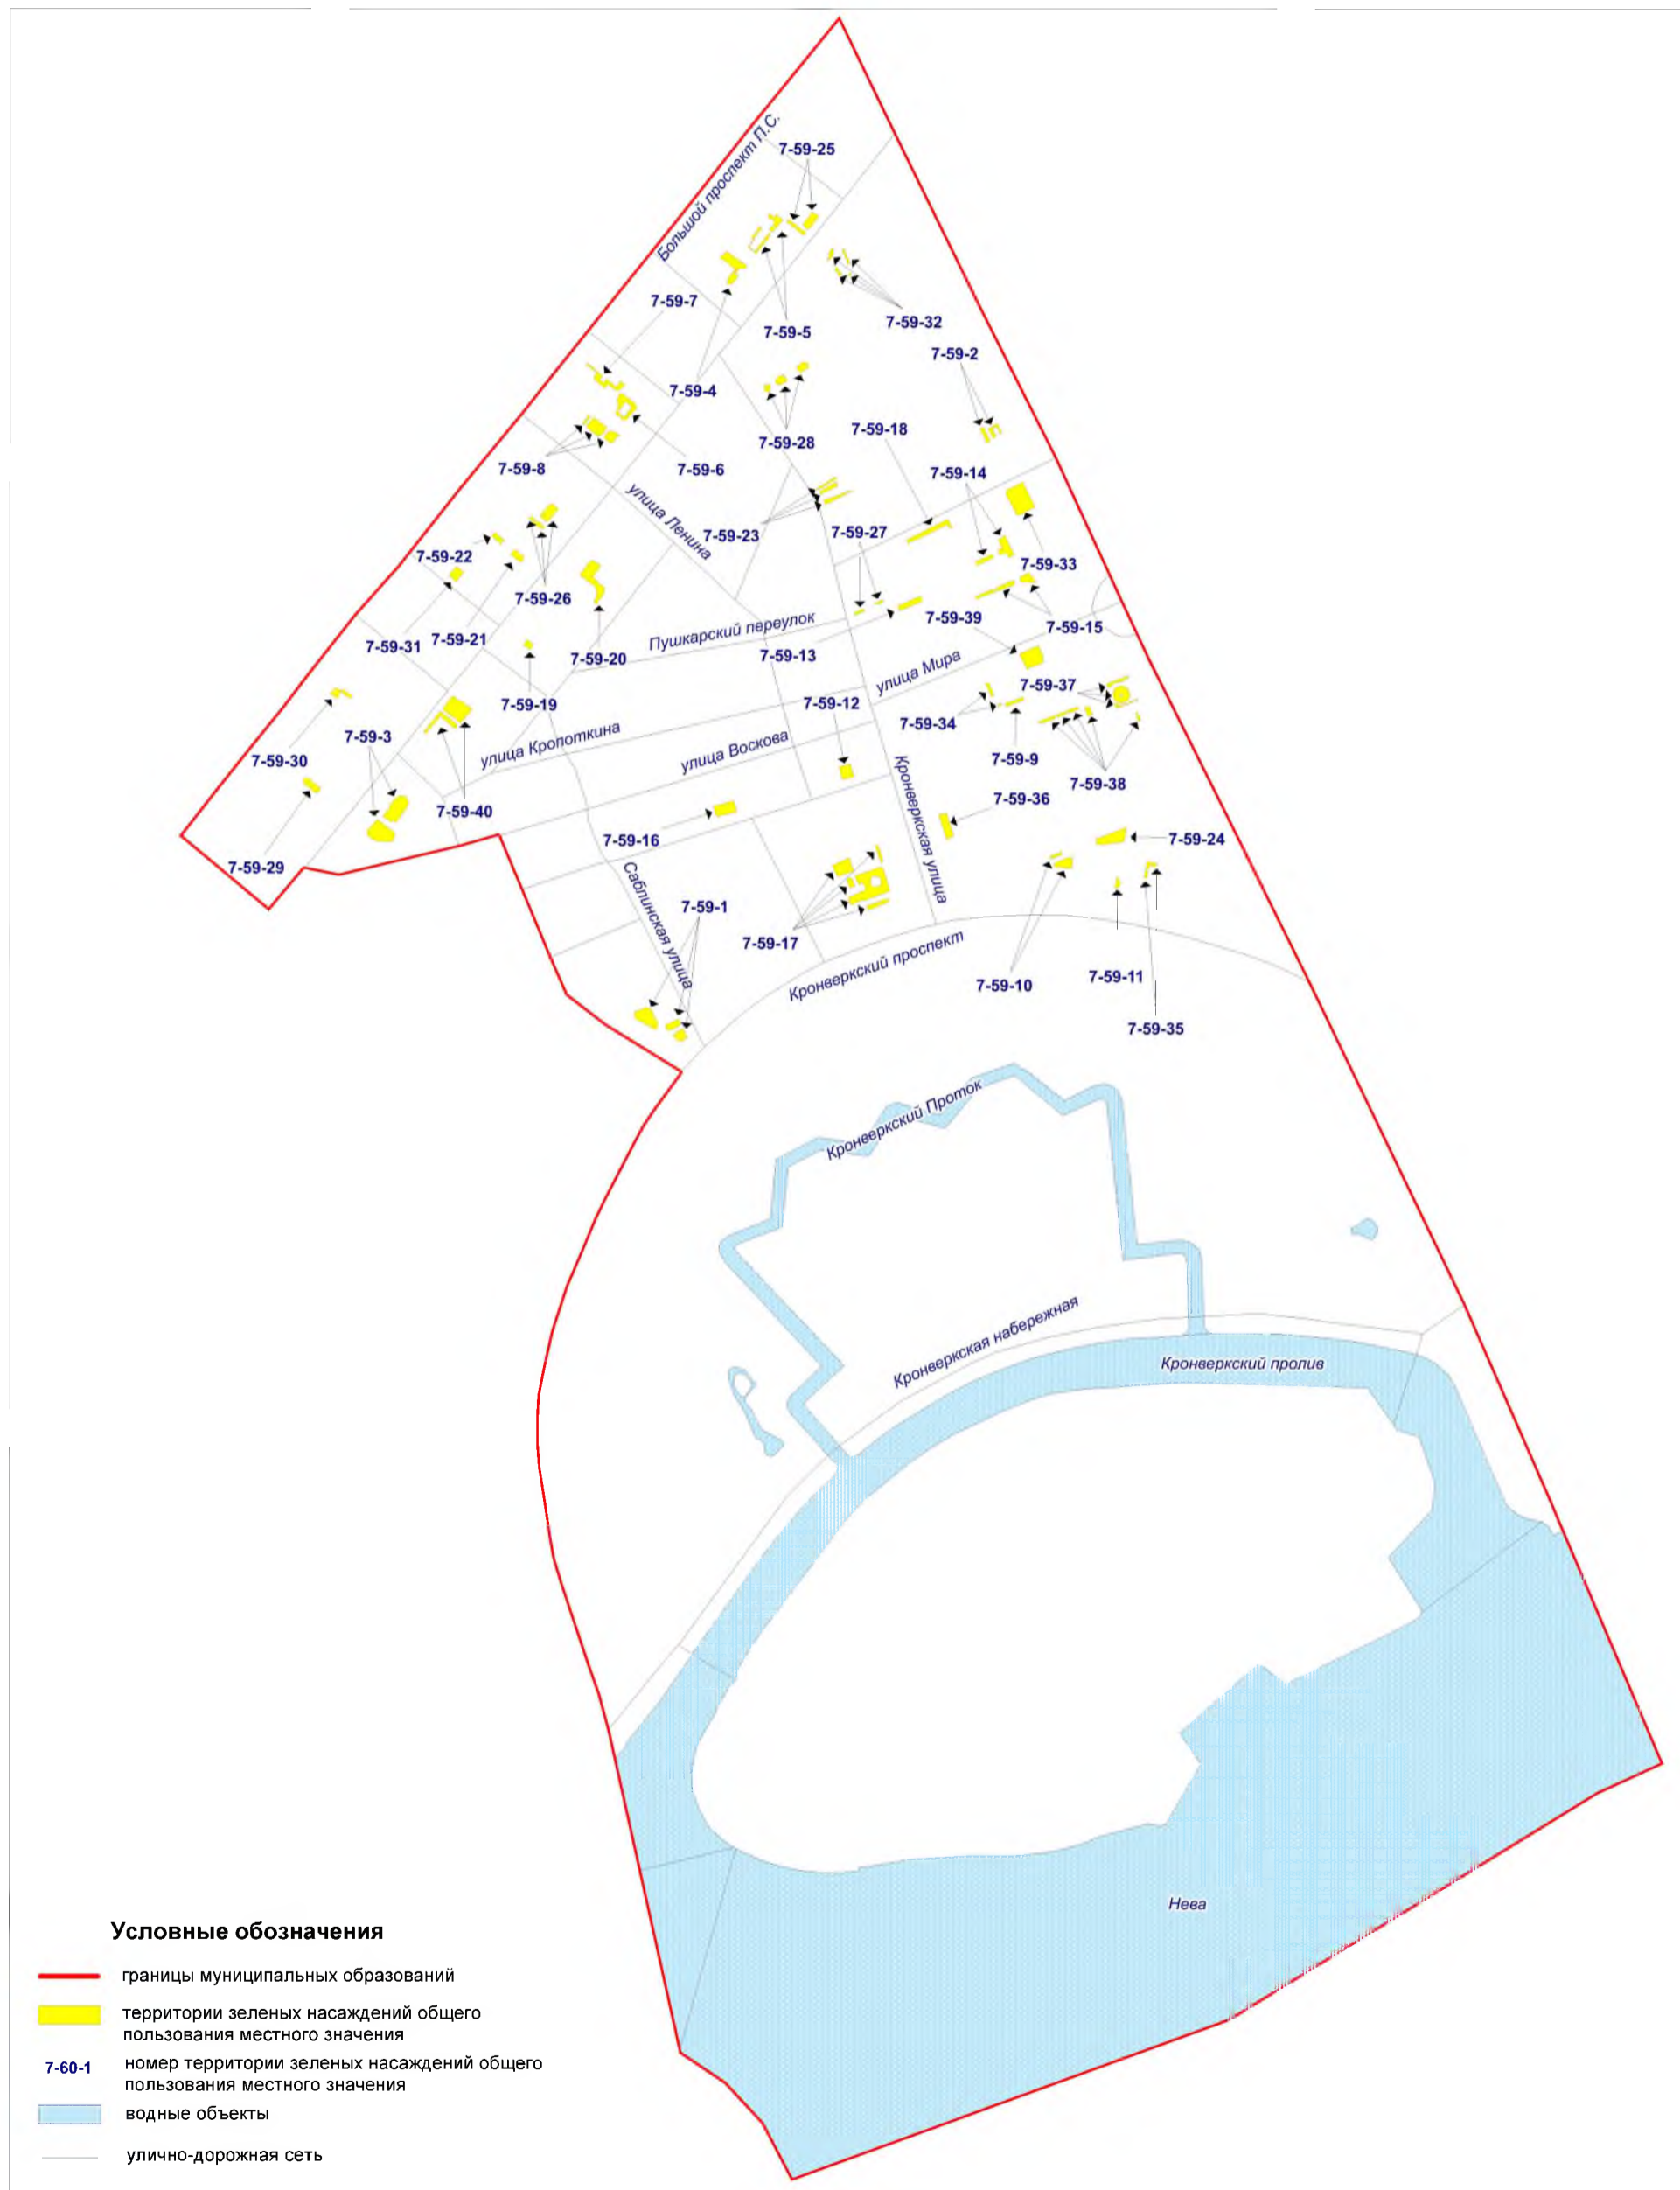 Большой проспект П.С.
7-59-25
7-59-7
7-59-5
7-59-32
7-59-2
7-59-4
7-59-18
7-59-28
7-59-8
7-59-6
7-59-14
улица Ленина
7-59-23
7-59-27
7-59-22
7-59-33
7-59-26
7-59-39
7-59-15
Пушкарский переулок
7-59-31
7-59-21
7-59-20
7-59-13
улица Мира
7-59-37
7-59-19
7-59-12
7-59-34
7-59-3
улица Кропоткина
улица Воскова
7-59-30
7-59-9
7-59-38
Кронверкская улица
7-59-36
7-59-40
7-59-16
7-59-24
7-59-29
Саблинская улица
7-59-1
7-59-17
Кронверкский проспект
7-59-10
7-59-11
7-59-35
Кронверкский Проток
Кронверкская набережная
Кронверкский пролив
Нева
Условные обозначения
границы муниципальных образований
территории зеленых насаждений общего
пользования местного значения
7-60-1
номер территории зеленых насаждений общего
пользования местного значения
водные объекты
улично-дорожная сеть